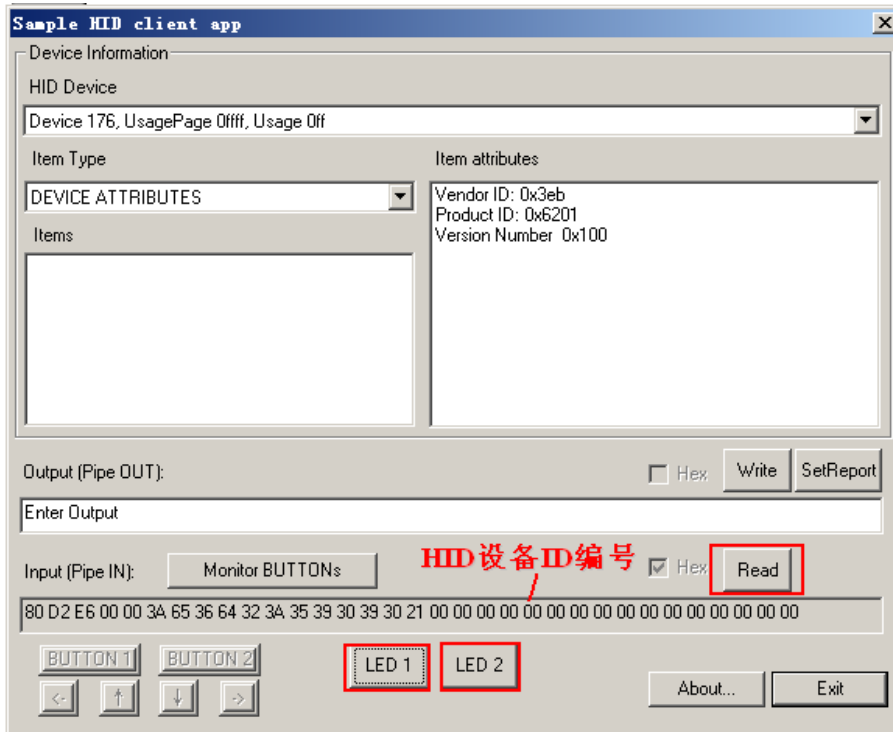 Sample HID client app
Device Information
HID Device
Device 176, UsagePage 0ffff, Usage 0ff
Item Type
Item attributes
DEVICE ATTRIBUTES
Vendor ID: 0x3eb
Product ID: 0x6201
Version Number 0x100
Items
Output (Pipe OUT):
Hex
Write
SetReport
Enter Output
HID设备ID编号
Input (Pipe IN):
Monitor BUTTONs
Hex
Read
80 D2 E6 00 00 3A 65 36 64 32 3A 35 39 30 39 30 21 00 00 00 00 00 00 00 00 00 00 00 00 00 00 00 00
BUTTON 1
BUTTON 2
LED 1
LED 2
<-
->
About...
Exit